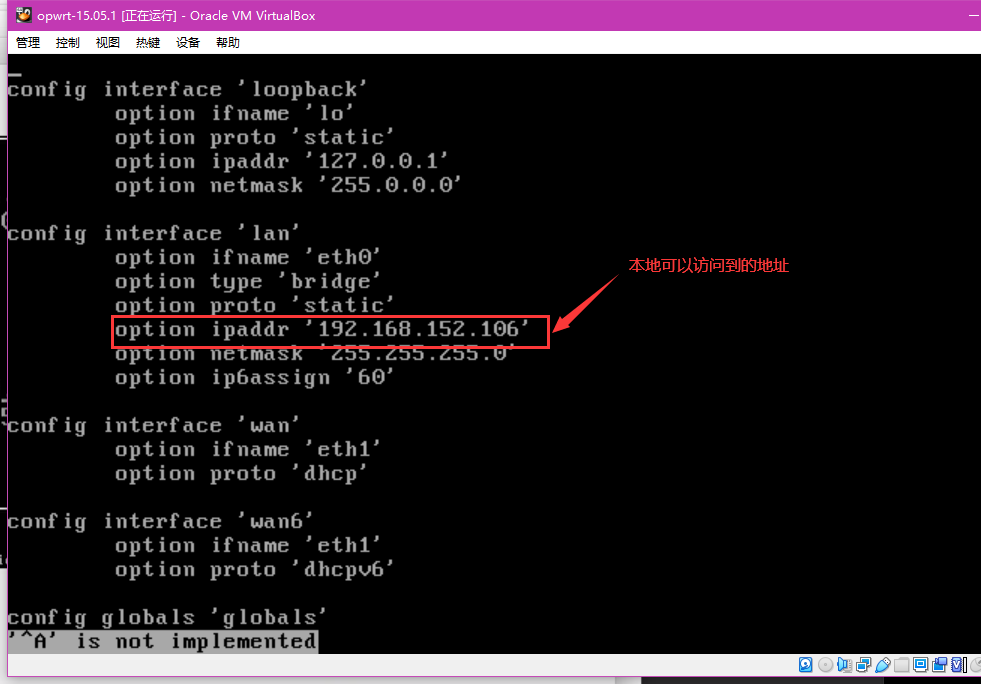 opwrt-15.05.1 [正在运行] - Oracle VM VirtualBox
管理 控制 视图 热键 设备 帮助
config interface 'loopback'
option ifname 'lo'
option proto 'static'
option ipaddr '127.0.0.1'
option netmask '255.0.0.0'
config interface 'lan'
option ifname 'eth0'
option type 'bridge'
option proto 'static'
option ipaddr '192.168.152.106'
本地可以访问到的地址
option netmask '255.255.255.0'
option ip6assign '60'
config interface 'wan'
option ifname 'eth1'
option proto 'dhcp'
config interface 'wan6'
option ifname 'eth1'
option proto 'dhcpv6'
config globals 'globals'
'^A' is not implemented